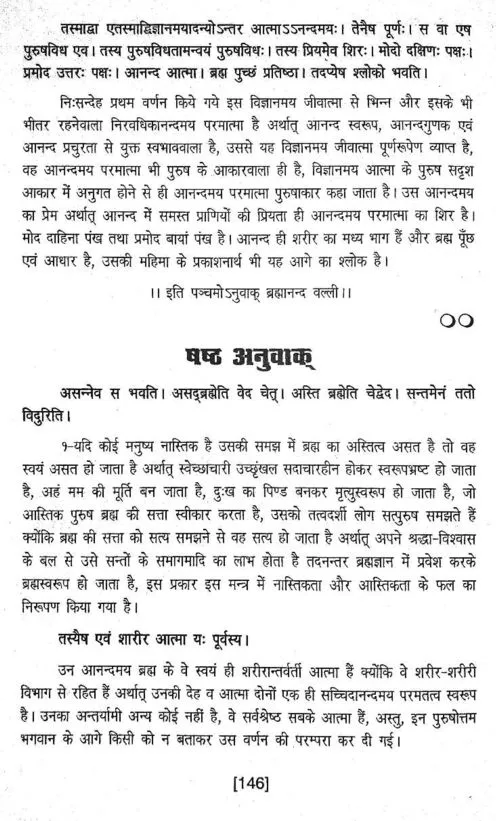 तस्माद्वा एतस्माद्विज्ञानमयादन्योऽन्तर आत्माऽऽनन्दमयः। तेनैष पूर्णः। स वा एष
पुरुषविध एव। तस्य पुरुषविधतामन्वयं पुरुषविधः। तस्य प्रियमेव शिरः। मोदो दक्षिणः पक्षः।
प्रमोद उत्तरः पक्षः। आनन्द आत्मा। ब्रह्म पुच्छं प्रतिष्ठा। तदप्येष श्लोको भवति।
निःसन्देह प्रथम वर्णन किये गये इस विज्ञानमय जीवात्मा से भिन्न और इसके भी
भीतर रहनेवाला निरवधिकानन्दमय परमात्मा है अर्थात् आनन्द स्वरूप, आनन्दगुणक एवं
आनन्द प्रचुरता से युक्त स्वभाववाला है, उससे यह विज्ञानमय जीवात्मा पूर्णरूपेण व्याप्त है,
वह आनन्दमय परमात्मा भी पुरुष के आकारवाला ही है, विज्ञानमय आत्मा के पुरुष सदृश
आकार में अनुगत होने से ही आनन्दमय परमात्मा पुरुषाकार कहा जाता है। उस आनन्दमय
का प्रेम अर्थात् आनन्द में समस्त प्राणियों की प्रियता ही आनन्दमय परमात्मा का शिर है।
मोद दाहिना पंख तथा प्रमोद बायां पंख है। आनन्द ही शरीर का मध्य भाग हैं और ब्रह्म पूँछ
एवं आधार है, उसकी महिमा के प्रकाशनार्थ भी यह आगे का श्लोक है।
।। इति पञ्चमोऽनुवाक् ब्रह्मानन्द वल्ली।।
षष्ठ अनुवाक्
असन्नेव स भवति। असद्ब्रह्मेति वेद चेत्। अस्ति ब्रह्मेति चेद्वेद। सन्तमेनं ततो
विदुरिति।
१-यदि कोई मनुष्य नास्तिक है उसकी समझ में ब्रह्म का अस्तित्व असत है तो वह
स्वयं असत हो जाता है अर्थात् स्वेच्छांचारी उच्छृंखल सदाचारहीन होकर स्वरूपभ्रष्ट हो जाता
है, अहं मम की मूर्ति बन जाता है, दुःख का पिण्ड बनकर मृत्युस्वरूप हो जाता है, जो
आस्तिक पुरुष ब्रह्म की सत्ता स्वीकार करता है, उसको तत्वदर्शी लोग सत्पुरुष समझते हैं
क्योंकि ब्रह्म की सत्ता को सत्य समझने से वह सत्य हो जाता है अर्थात् अपने श्रद्धा-विश्वास
के बल से उसे सन्तों के समागमादि का लाभ होता है तदनन्तर ब्रह्मज्ञान में प्रवेश करके
ब्रह्मस्वरूप हो जाता है, इस प्रकार इस मन्त्र में नास्तिकता और आस्तिकता के फल का
निरूपण किया गया है।
तस्यैष एवं शारीर आत्मा यः पूर्वस्य।
उन आनन्दमय ब्रह्म के वे स्वयं ही शरीरान्तर्वर्ती आत्मा हैं क्योंकि वे शरीर-शरीरी
विभाग से रहित हैं अर्थात् उनकी देह व आत्मा दोनों एक ही सच्चिदानन्दमय परमतत्व स्वरूप
है। उनका अन्तर्यामी अन्य कोई नहीं है, वे सर्वश्रेष्ठ सबके आत्मा हैं, अस्तु, इन पुरुषोत्तम
भगवान के आगे किसी को न बताकर उस वर्णन की परम्परा कर दी गई।
[146]